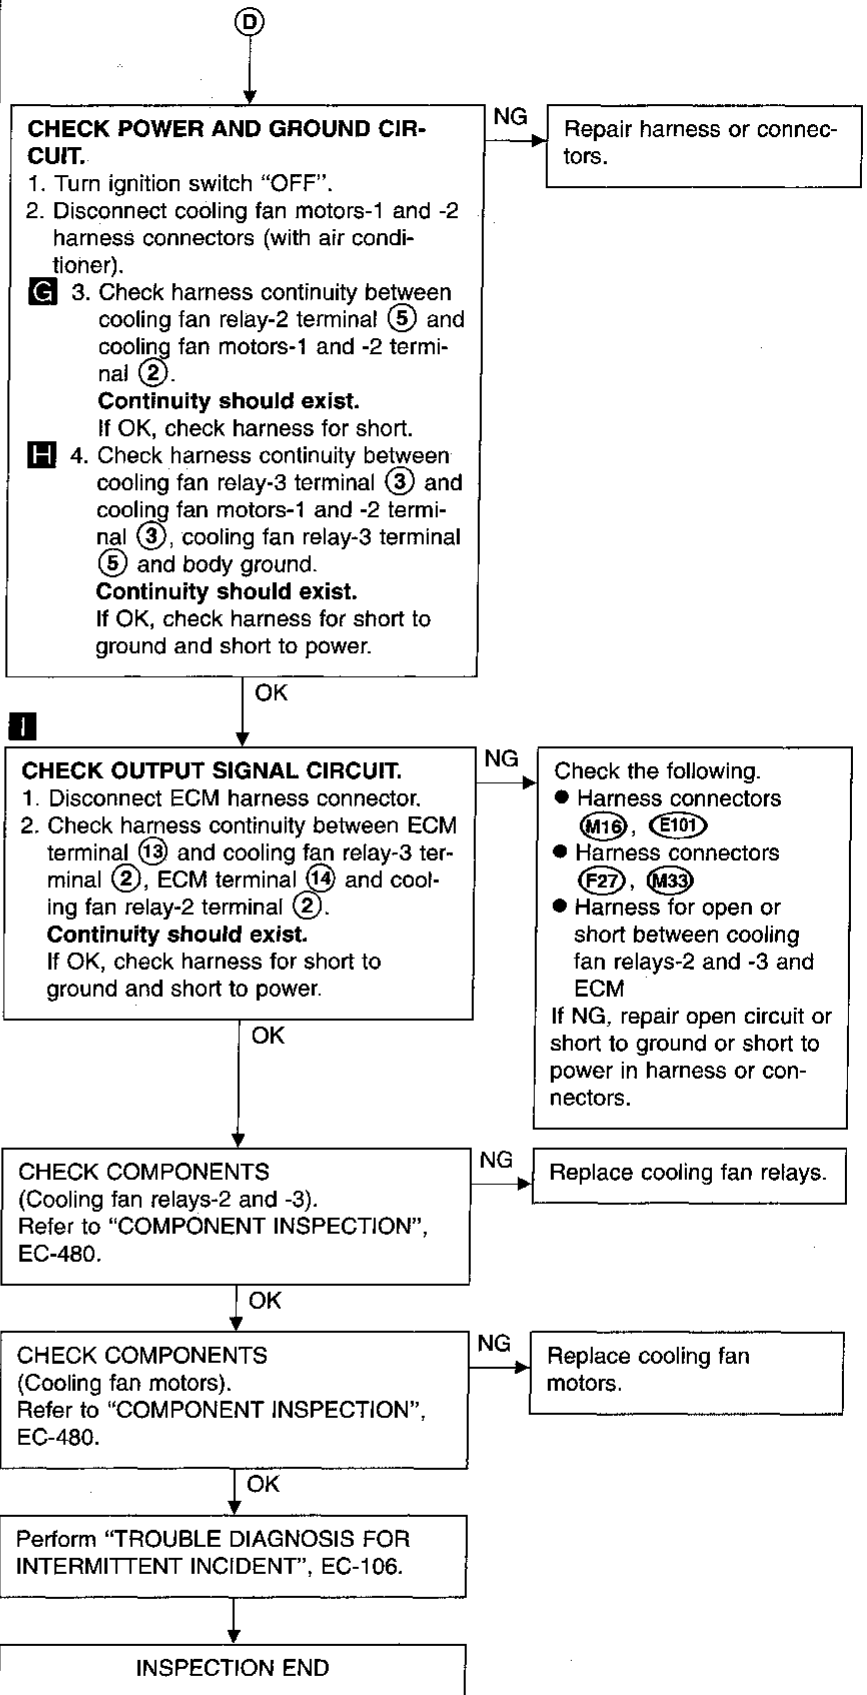 D
CHECK POWER AND GROUND CIR-
CUIT.
1. Turn ignition switch “OFF”.
2. Disconnect cooling fan motors-1 and -2
harness connectors (with air condi-
tioner).
G 3. Check harness continuity between
cooling fan relay-2 terminal 5 and
cooling fan motors-1 and -2 termi-
nal 2.
Continuity should exist.
If OK, check harness for short.
H 4. Check harness continuity between
cooling fan relay-3 terminal 3 and
cooling fan motors-1 and -2 termi-
nal 3, cooling fan relay-3 terminal
5 and body ground.
Continuity should exist.
If OK, check harness for short to
ground and short to power.
NG
Repair harness or connec-
tors.
OK
I
CHECK OUTPUT SIGNAL CIRCUIT.
1. Disconnect ECM harness connector.
2. Check harness continuity between ECM
terminal 13 and cooling fan relay-3 ter-
minal 2, ECM terminal 14 and cool-
ing fan relay-2 terminal 2.
Continuity should exist.
If OK, check harness for short to
ground and short to power.
NG
Check the following.
● Harness connectors
M16, E101
● Harness connectors
F27, M33
● Harness for open or
short between cooling
fan relays-2 and -3 and
ECM
If NG, repair open circuit or
short to ground or short to
power in harness or con-
nectors.
OK
CHECK COMPONENTS
(Cooling fan relays-2 and -3).
Refer to “COMPONENT INSPECTION”,
EC-480.
NG
Replace cooling fan relays.
OK
CHECK COMPONENTS
(Cooling fan motors).
Refer to “COMPONENT INSPECTION”,
EC-480.
NG
Replace cooling fan
motors.
OK
Perform “TROUBLE DIAGNOSIS FOR
INTERMITTENT INCIDENT”, EC-106.
INSPECTION END